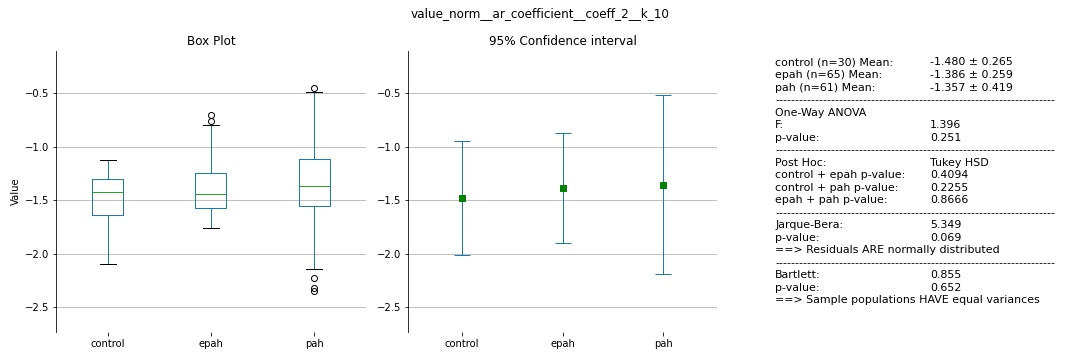 value_norm__ar_coefficient__coeff_2__k_10
Box Plot
Value
−0.5
−1.0
−1.5
−2.0
−2.5
control
epah
pah
95% Confidence interval
−0.5
−1.0
−1.5
−2.0
−2.5
control
epah
pah
control (n=30) Mean: -1.480 ± 0.265
epah (n=65) Mean: -1.386 ± 0.259
pah (n=61) Mean: -1.357 ± 0.419
One-Way ANOVA
F: 1.396
p-value: 0.251
Post Hoc: Tukey HSD
control + epah p-value: 0.4094
control + pah p-value: 0.2255
epah + pah p-value: 0.8666
Jarque-Bera: 5.349
p-value: 0.069
==> Residuals ARE normally distributed
Bartlett: 0.855
p-value: 0.652
==> Sample populations HAVE equal variances